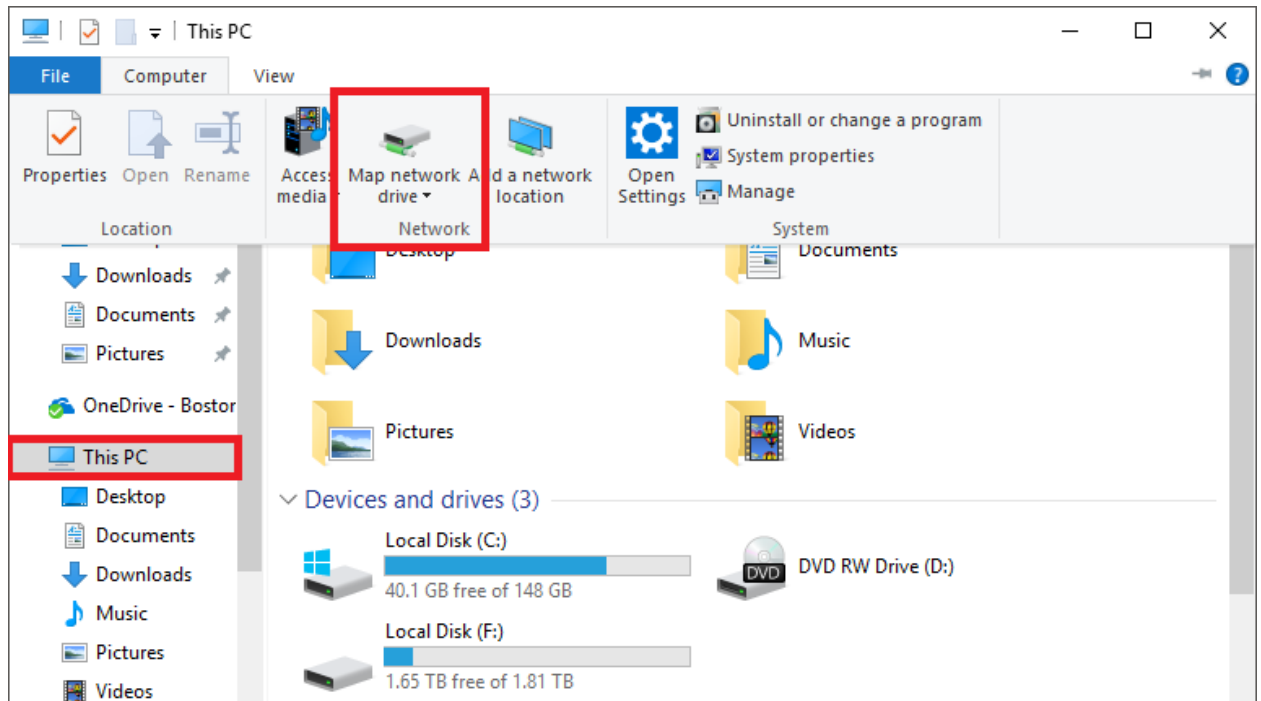 This PC
File Computer View
Properties Open Rename
Location
Access
media
Map network
drive
Add a network
location
Network
Open
Settings
Uninstall or change a program
System properties
Manage
System
Downloads
Documents
Pictures
OneDrive - Bostor
This PC
Desktop
Documents
Downloads
Music
Pictures
Videos
Desktop
Documents
Downloads
Music
Pictures
Videos
Devices and drives (3)
Local Disk (C:)
40.1 GB free of 148 GB
DVD
DVD RW Drive (D:)
Local Disk (F:)
1.65 TB free of 1.81 TB